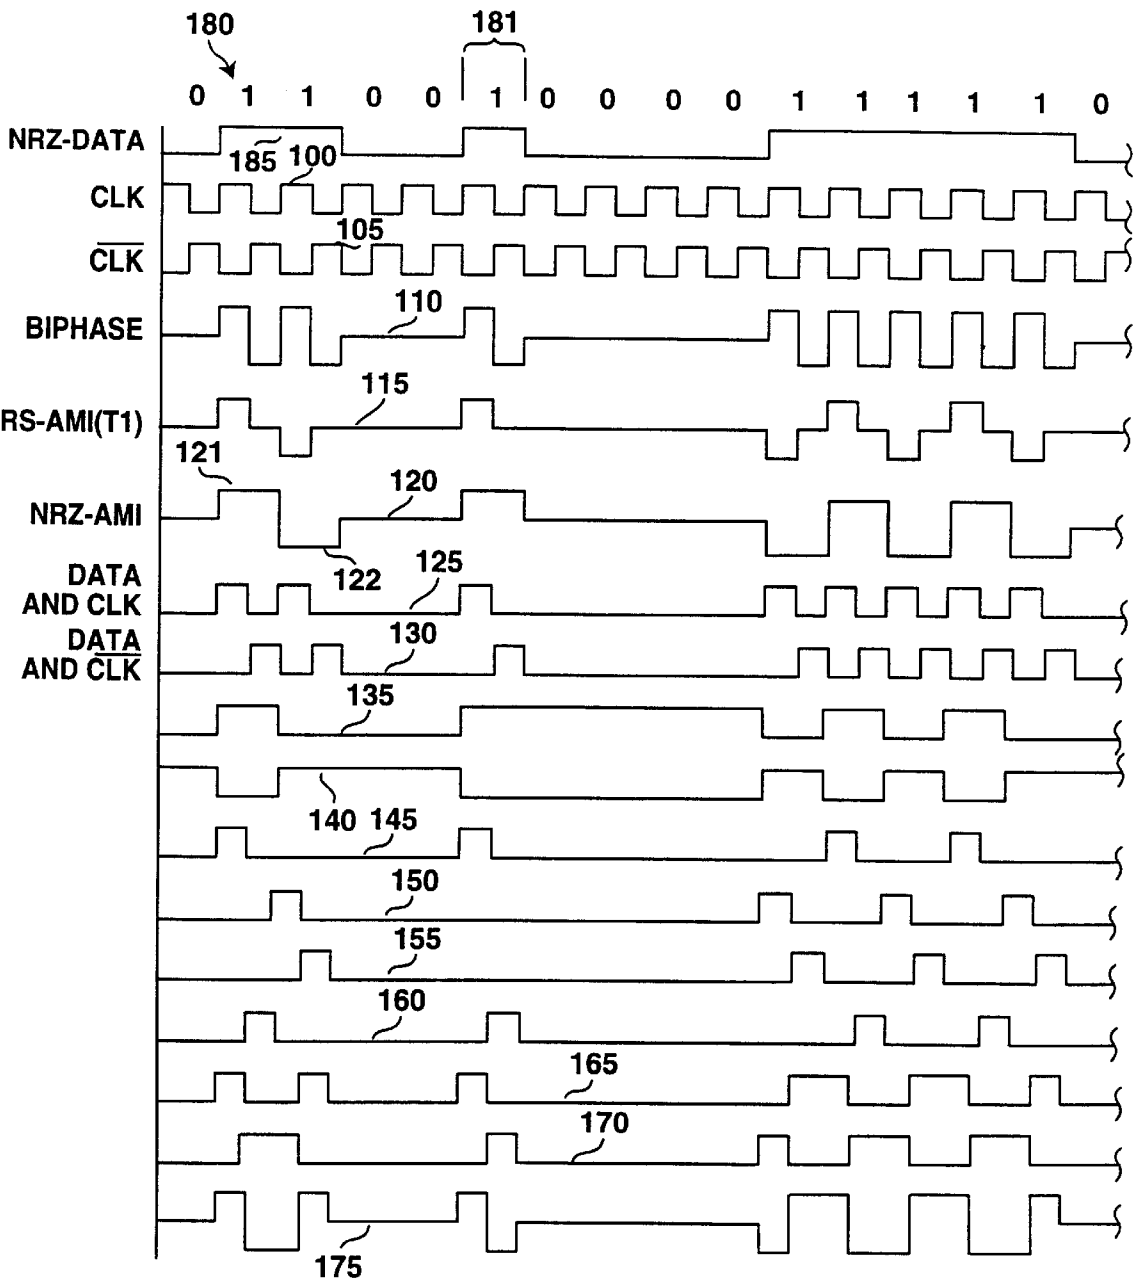 180
181
0 1 1 0 0 1 0 0 0 0 1 1 1 1 1 0
NRZ-DATA
185
100
CLK
105
CLK
110
BIPHASE
115
RS-AMI(T1)
121
120
NRZ-AMI
122
125
DATA
AND CLK
130
DATA
AND CLK
135
140
145
150
155
160
165
170
175